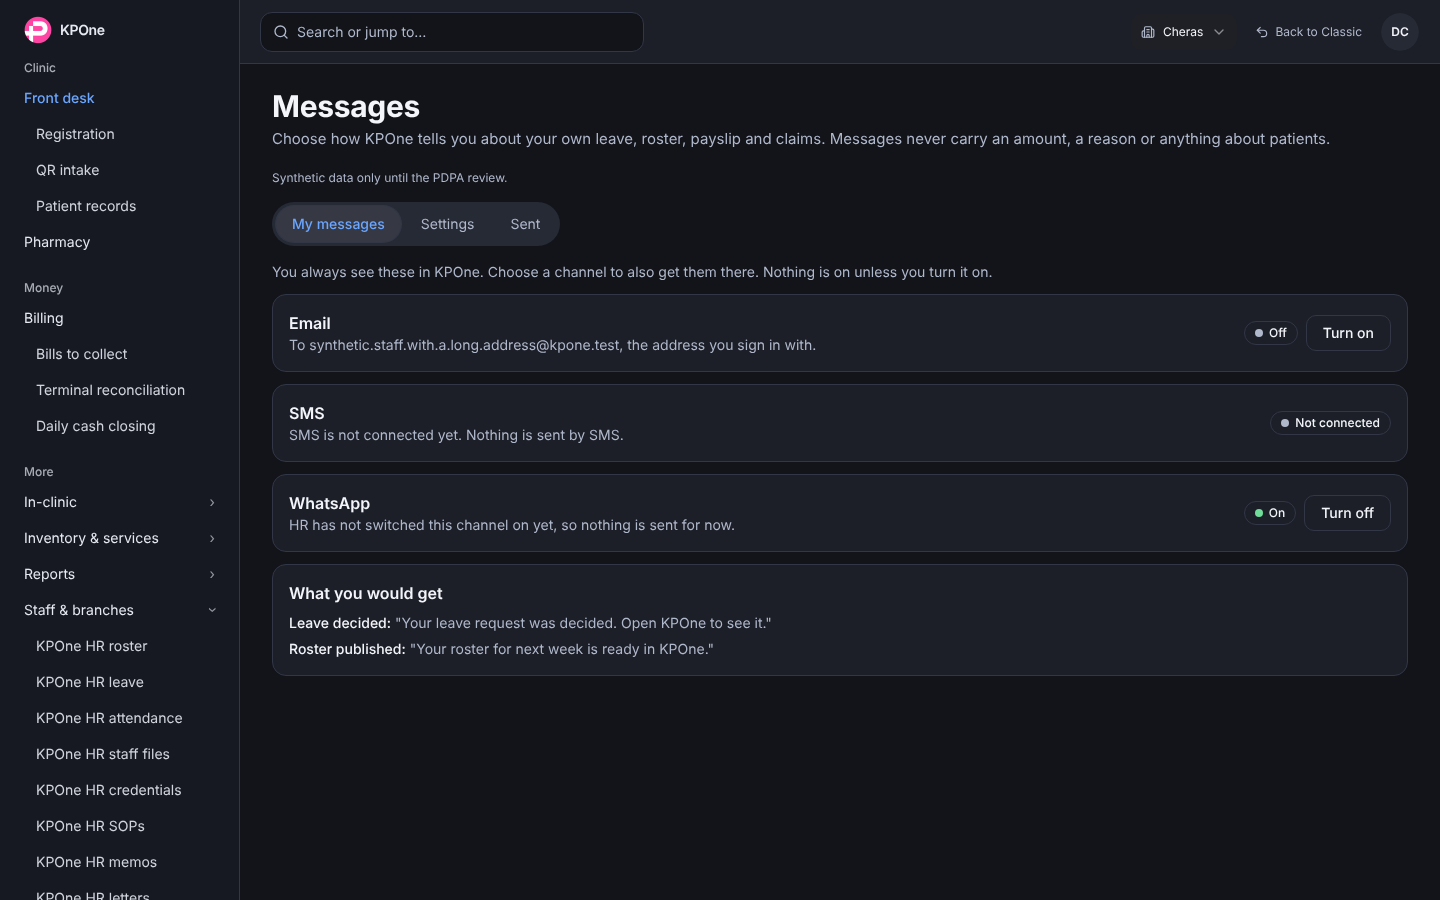 KPOne
Clinic
Front desk
Registration
QR intake
Patient records
Pharmacy
Money
Billing
Bills to collect
Terminal reconciliation
Daily cash closing
More
In-clinic
Inventory & services
Reports
Staff & branches
KPOne HR roster
KPOne HR leave
KPOne HR attendance
KPOne HR staff files
KPOne HR credentials
KPOne HR SOPs
KPOne HR memos
KPOne HR letters
Search or jump to...
Cheras
Back to Classic
DC
Messages
Choose how KPOne tells you about your own leave, roster, payslip and claims. Messages never carry an amount, a reason or anything about patients.
Synthetic data only until the PDPA review.
My messages
Settings
Sent
You always see these in KPOne. Choose a channel to also get them there. Nothing is on unless you turn it on.
Email
To synthetic.staff.with.a.long.address@kpone.test, the address you sign in with.
Off
Turn on
SMS
SMS is not connected yet. Nothing is sent by SMS.
Not connected
WhatsApp
HR has not switched this channel on yet, so nothing is sent for now.
On
Turn off
What you would get
Leave decided: "Your leave request was decided. Open KPOne to see it."
Roster published: "Your roster for next week is ready in KPOne."